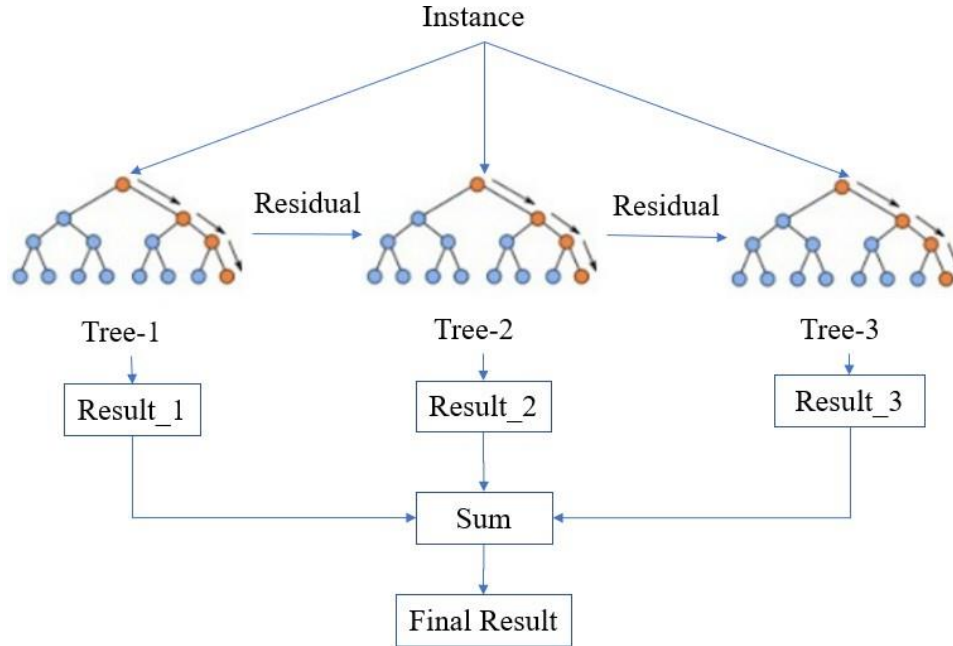 Instance
Residual
Residual
Tree-1
Tree-2
Tree-3
Result_1
Result_2
Result_3
Sum
Final Result